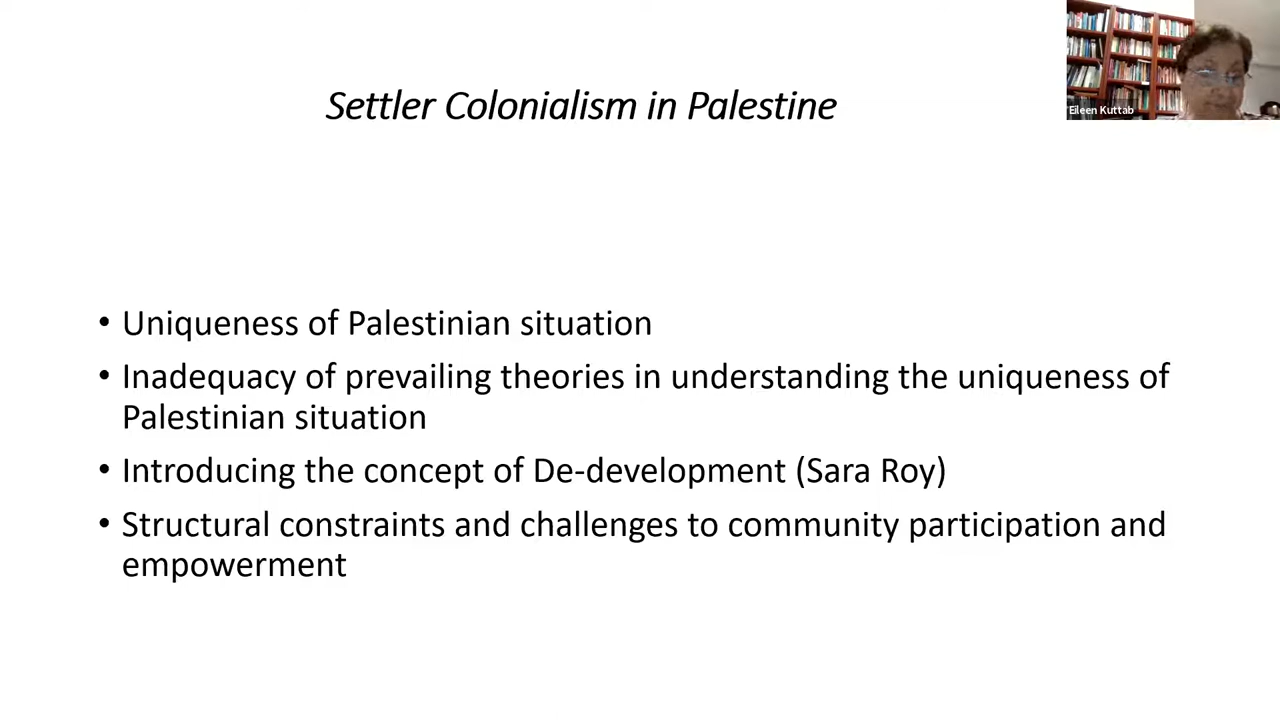 Settler Colonialism in Palestine
Eileen Kuttab
• Uniqueness of Palestinian situation
• Inadequacy of prevailing theories in understanding the uniqueness of
Palestinian situation
• Introducing the concept of De-development (Sara Roy)
• Structural constraints and challenges to community participation and
empowerment